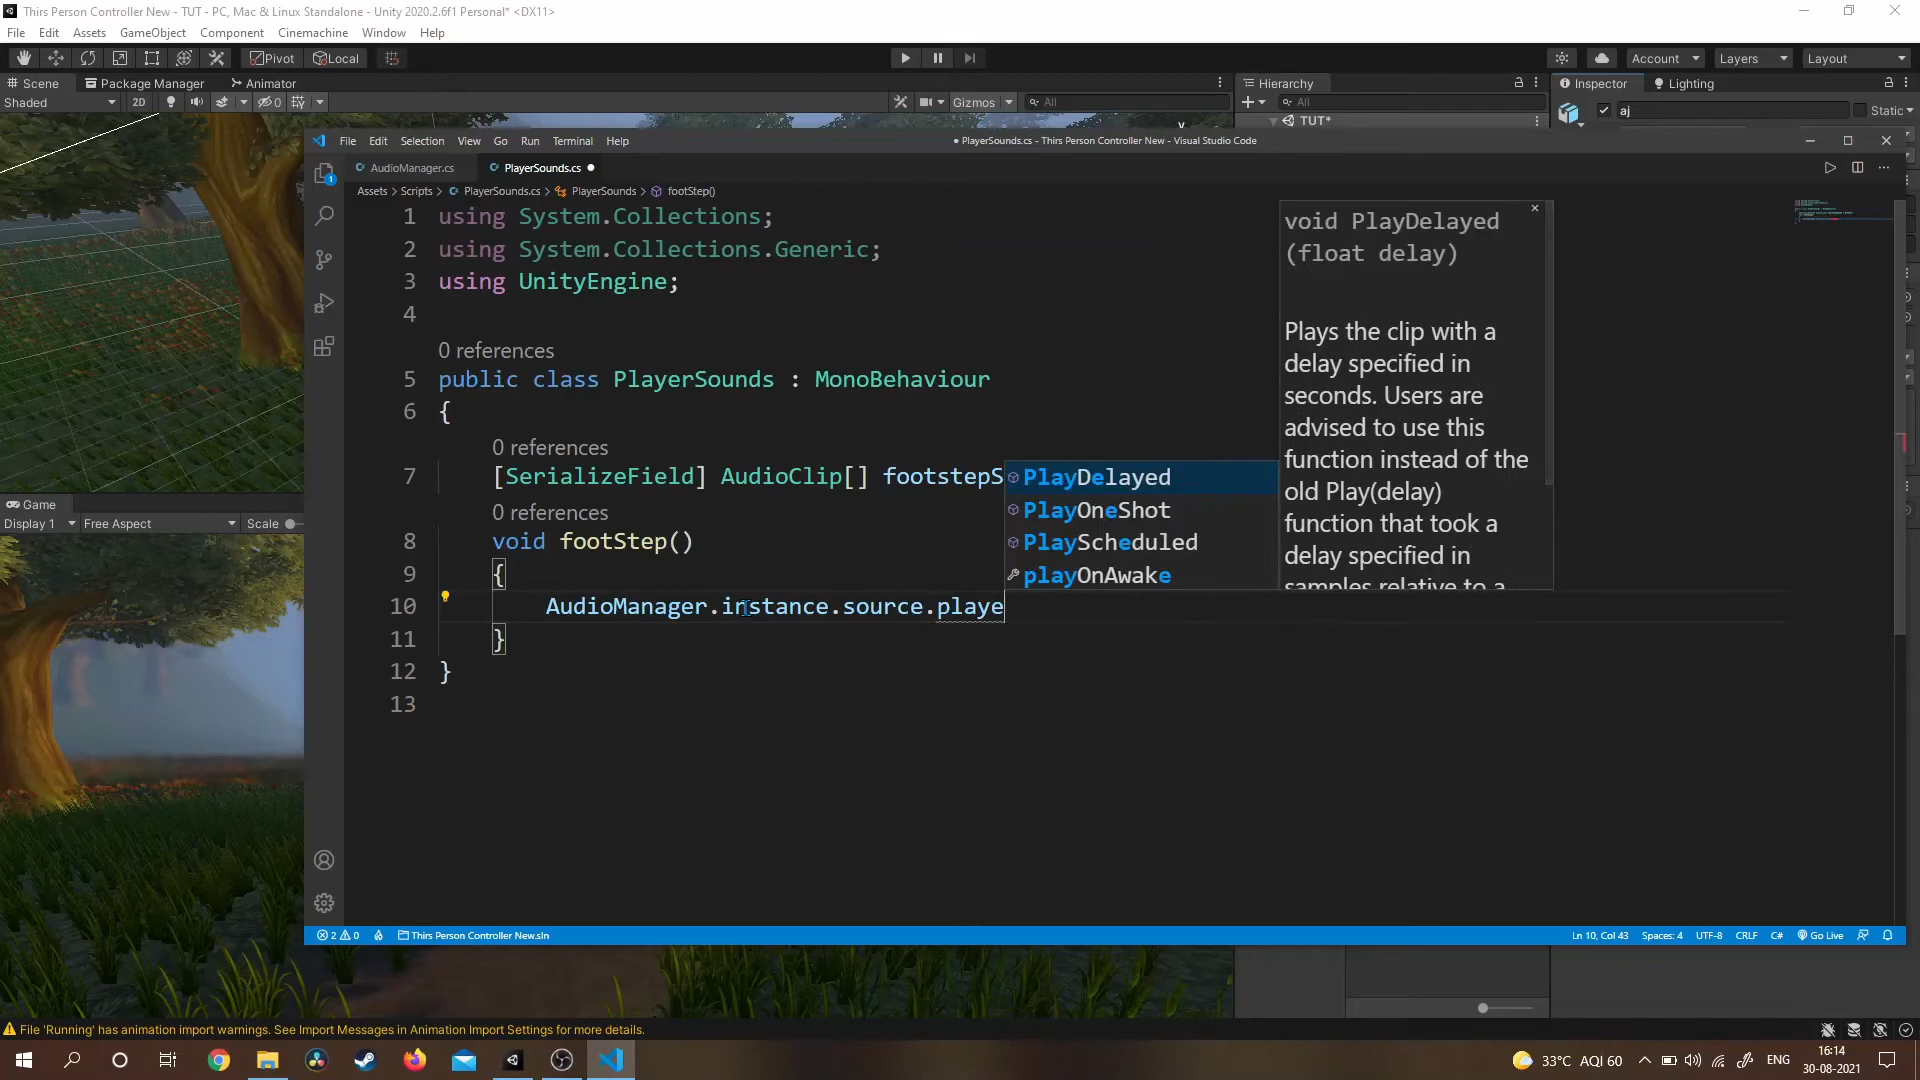 Thirs Person Controller New - TUT - PC, Mac & Linux Standalone - Unity 2020.2.6f1 Personal* <DX11>
File Edit Assets GameObject Component Cinemachine Window Help
Pivot Local Account Layers Layout
Scene Package Manager Animator Hierarchy Inspector Lighting
Shaded 2D 0 Gizmos All All aj Static
TUT*
File Edit Selection View Go Run Terminal Help ● PlayerSounds.cs - Thirs Person Controller New - Visual Studio Code
AudioManager.cs PlayerSounds.cs ●
Assets > Scripts > PlayerSounds.cs > PlayerSounds > footStep()
1 using System.Collections;
2 using System.Collections.Generic;
3 using UnityEngine;
4
0 references
5 public class PlayerSounds : MonoBehaviour
6 {
0 references
7 [SerializeField] AudioClip[] footstepS
0 references
8 void footStep()
9 {
10 AudioManager.instance.source.playe
11 }
12 }
13
PlayDelayed
PlayOneShot
PlayScheduled
playOnAwake
void PlayDelayed
(float delay)
Plays the clip with a
delay specified in
seconds. Users are
advised to use this
function instead of the
old Play(delay)
function that took a
delay specified in
samples relative to a
Game
Display 1 Free Aspect Scale
2 0 Thirs Person Controller New.sln Ln 10, Col 43 Spaces: 4 UTF-8 CRLF C# Go Live
File 'Running' has animation import warnings. See Import Messages in Animation Import Settings for more details.
33°C AQI 60 ENG 16:14
30-08-2021